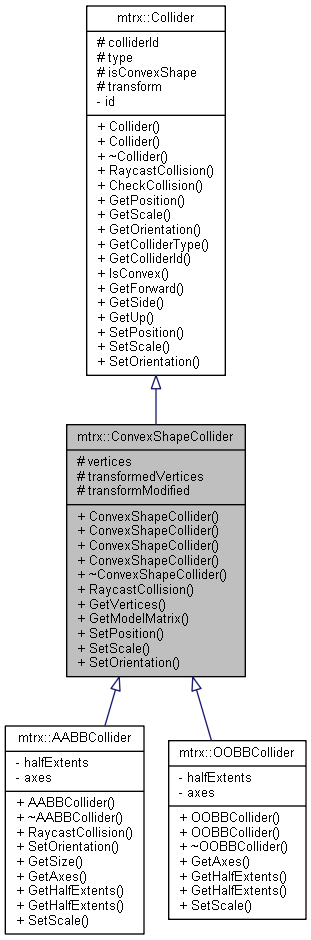 mtrx::Collider
# colliderId
# type
# isConvexShape
# transform
- id
+ Collider()
+ Collider()
+ ~Collider()
+ RaycastCollision()
+ CheckCollision()
+ GetPosition()
+ GetScale()
+ GetOrientation()
+ GetColliderType()
+ GetColliderId()
+ IsConvex()
+ GetForward()
+ GetSide()
+ GetUp()
+ SetPosition()
+ SetScale()
+ SetOrientation()
mtrx::ConvexShapeCollider
# vertices
# transformedVertices
# transformModified
+ ConvexShapeCollider()
+ ConvexShapeCollider()
+ ConvexShapeCollider()
+ ConvexShapeCollider()
+ ~ConvexShapeCollider()
+ RaycastCollision()
+ GetVertices()
+ GetModelMatrix()
+ SetPosition()
+ SetScale()
+ SetOrientation()
mtrx::AABBCollider
- halfExtents
- axes
+ AABBCollider()
+ ~AABBCollider()
+ RaycastCollision()
+ SetOrientation()
+ GetSize()
+ GetAxes()
+ GetHalfExtents()
+ GetHalfExtents()
+ SetScale()
mtrx::OOBBCollider
- halfExtents
- axes
+ OOBBCollider()
+ OOBBCollider()
+ ~OOBBCollider()
+ GetAxes()
+ GetHalfExtents()
+ GetHalfExtents()
+ SetScale()